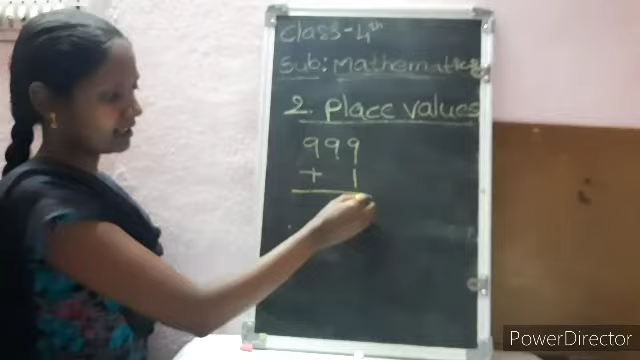 Class-4th
Sub: Mathematics
2. Place values
999
+ 1
PowerDirector